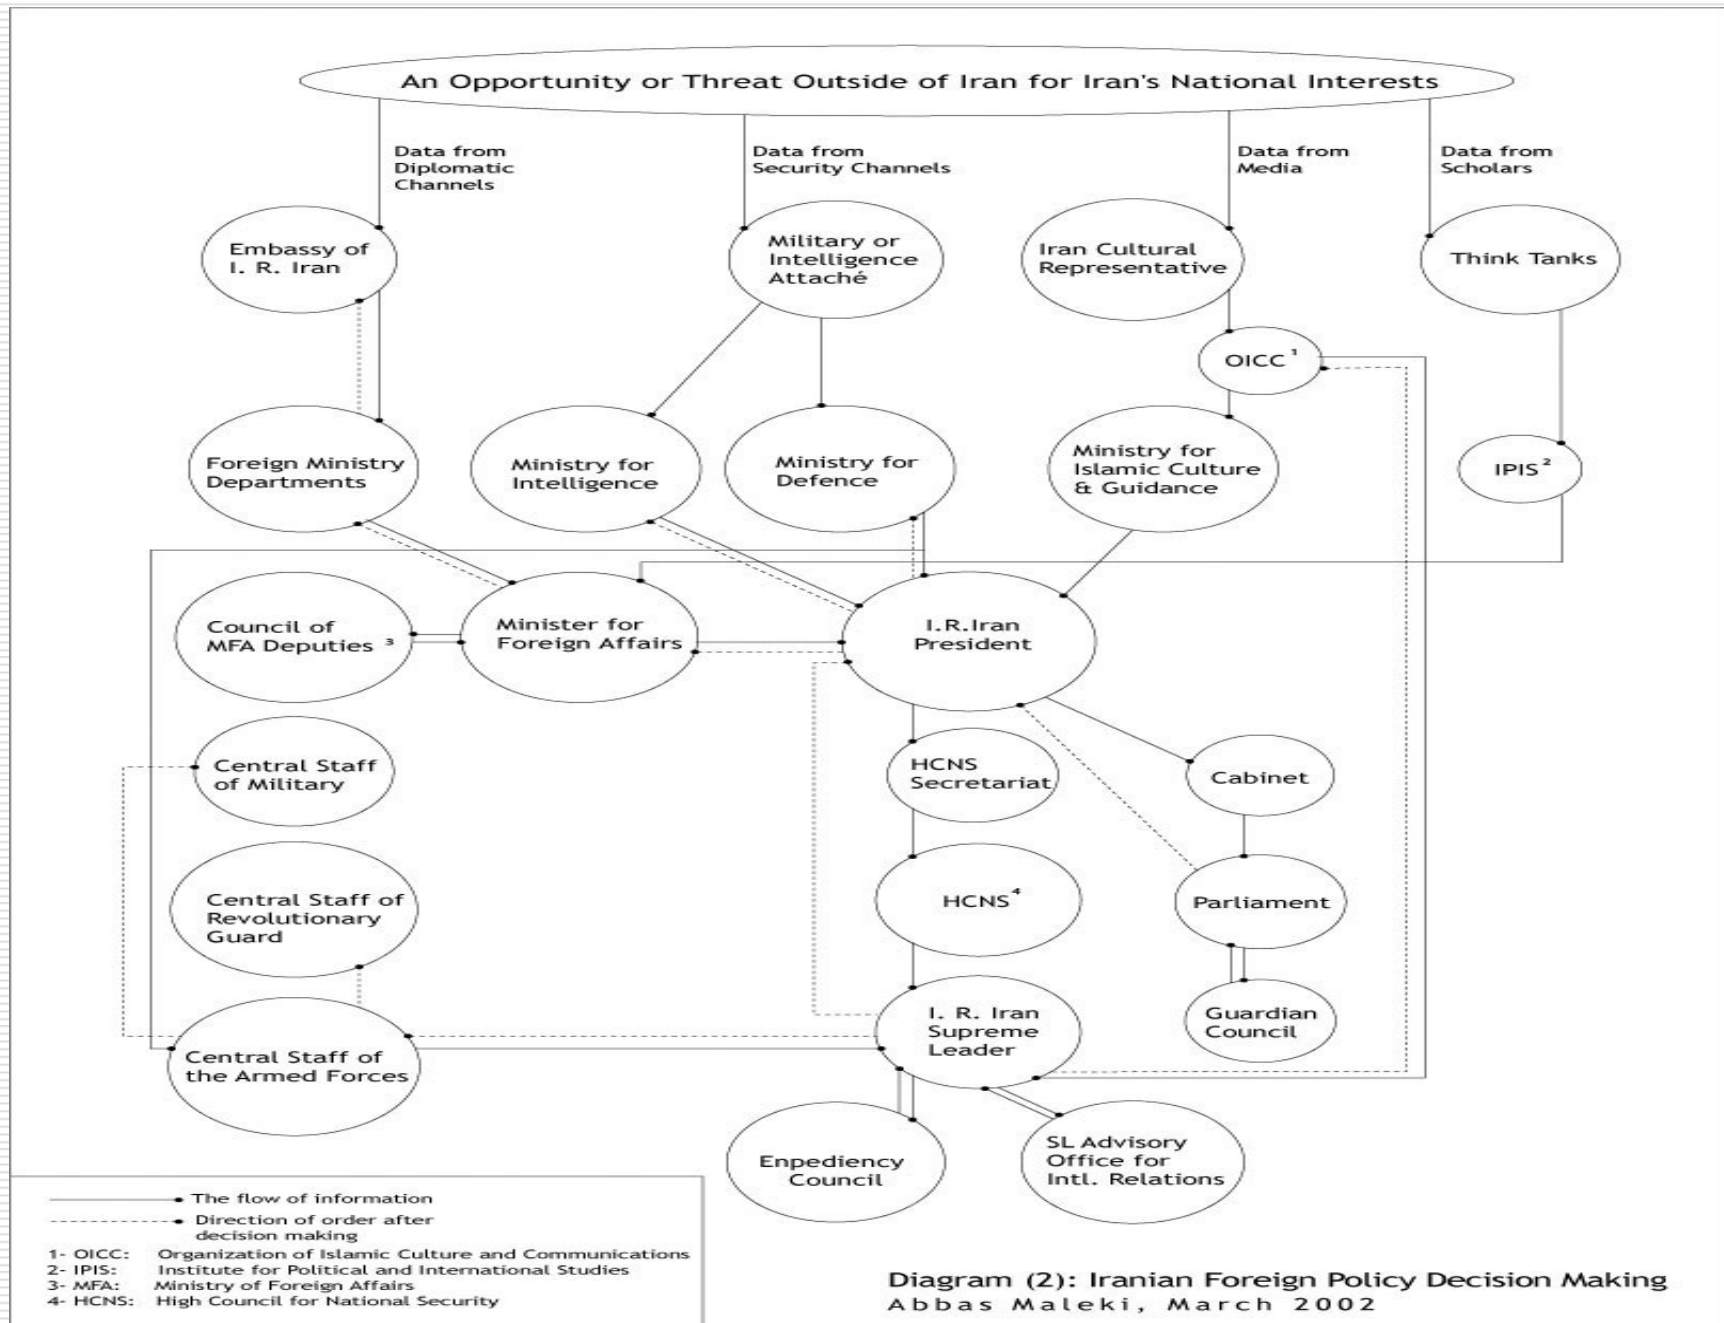 An Opportunity or Threat Outside of Iran for Iran's National Interests
Data from
Diplomatic
Channels
Data from
Security Channels
Data from
Media
Data from
Scholars
Embassy of
I. R. Iran
Military or
Intelligence
Attaché
Iran Cultural
Representative
Think Tanks
OICC ¹
Foreign Ministry
Departments
Ministry for
Intelligence
Ministry for
Defence
Ministry for
Islamic Culture
& Guidance
IPIS ²
Council of
MFA Deputies ³
Minister for
Foreign Affairs
I.R.Iran
President
Central Staff
of Military
HCNS
Secretariat
Cabinet
Central Staff of
Revolutionary
Guard
HCNS ⁴
Parliament
Central Staff of
the Armed Forces
I. R. Iran
Supreme
Leader
Guardian
Council
Enpediency
Council
SL Advisory
Office for
Intl. Relations
The flow of information
Direction of order after
decision making
1- OICC: Organization of Islamic Culture and Communications
2- IPIS: Institute for Political and International Studies
3- MFA: Ministry of Foreign Affairs
4- HCNS: High Council for National Security
Diagram (2): Iranian Foreign Policy Decision Making
Abbas Maleki, March 2002